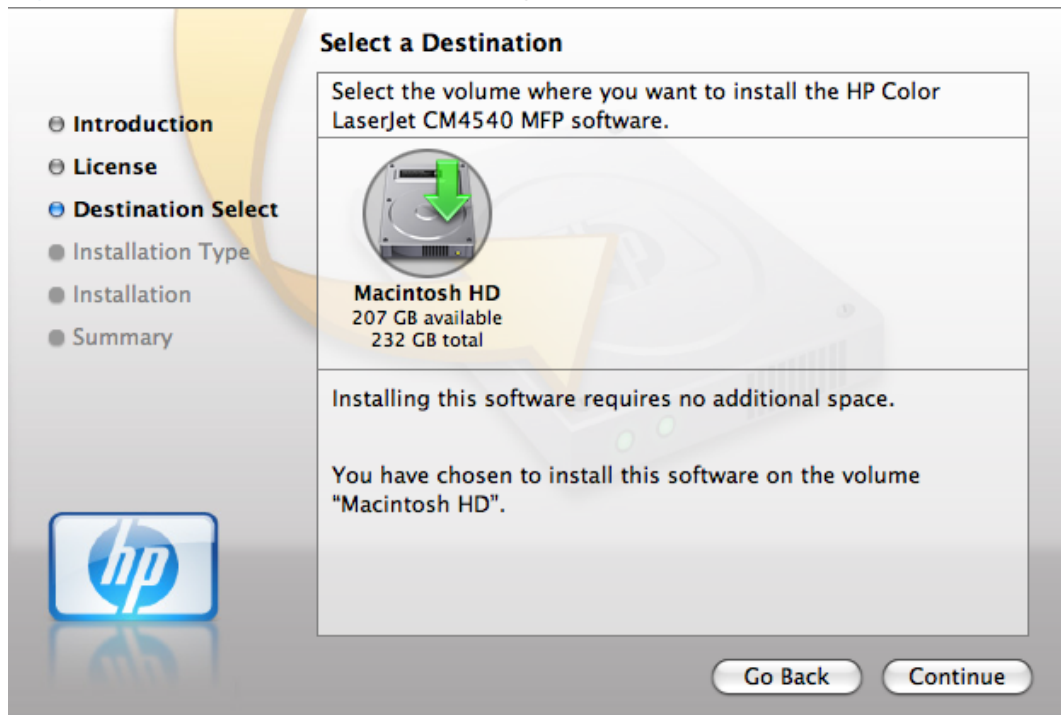 Select a Destination
Introduction
License
Destination Select
Installation Type
Installation
Summary
Select the volume where you want to install the HP Color
LaserJet CM4540 MFP software.
Macintosh HD
207 GB available
232 GB total
Installing this software requires no additional space.
You have chosen to install this software on the volume
“Macintosh HD”.
hp
Go Back
Continue